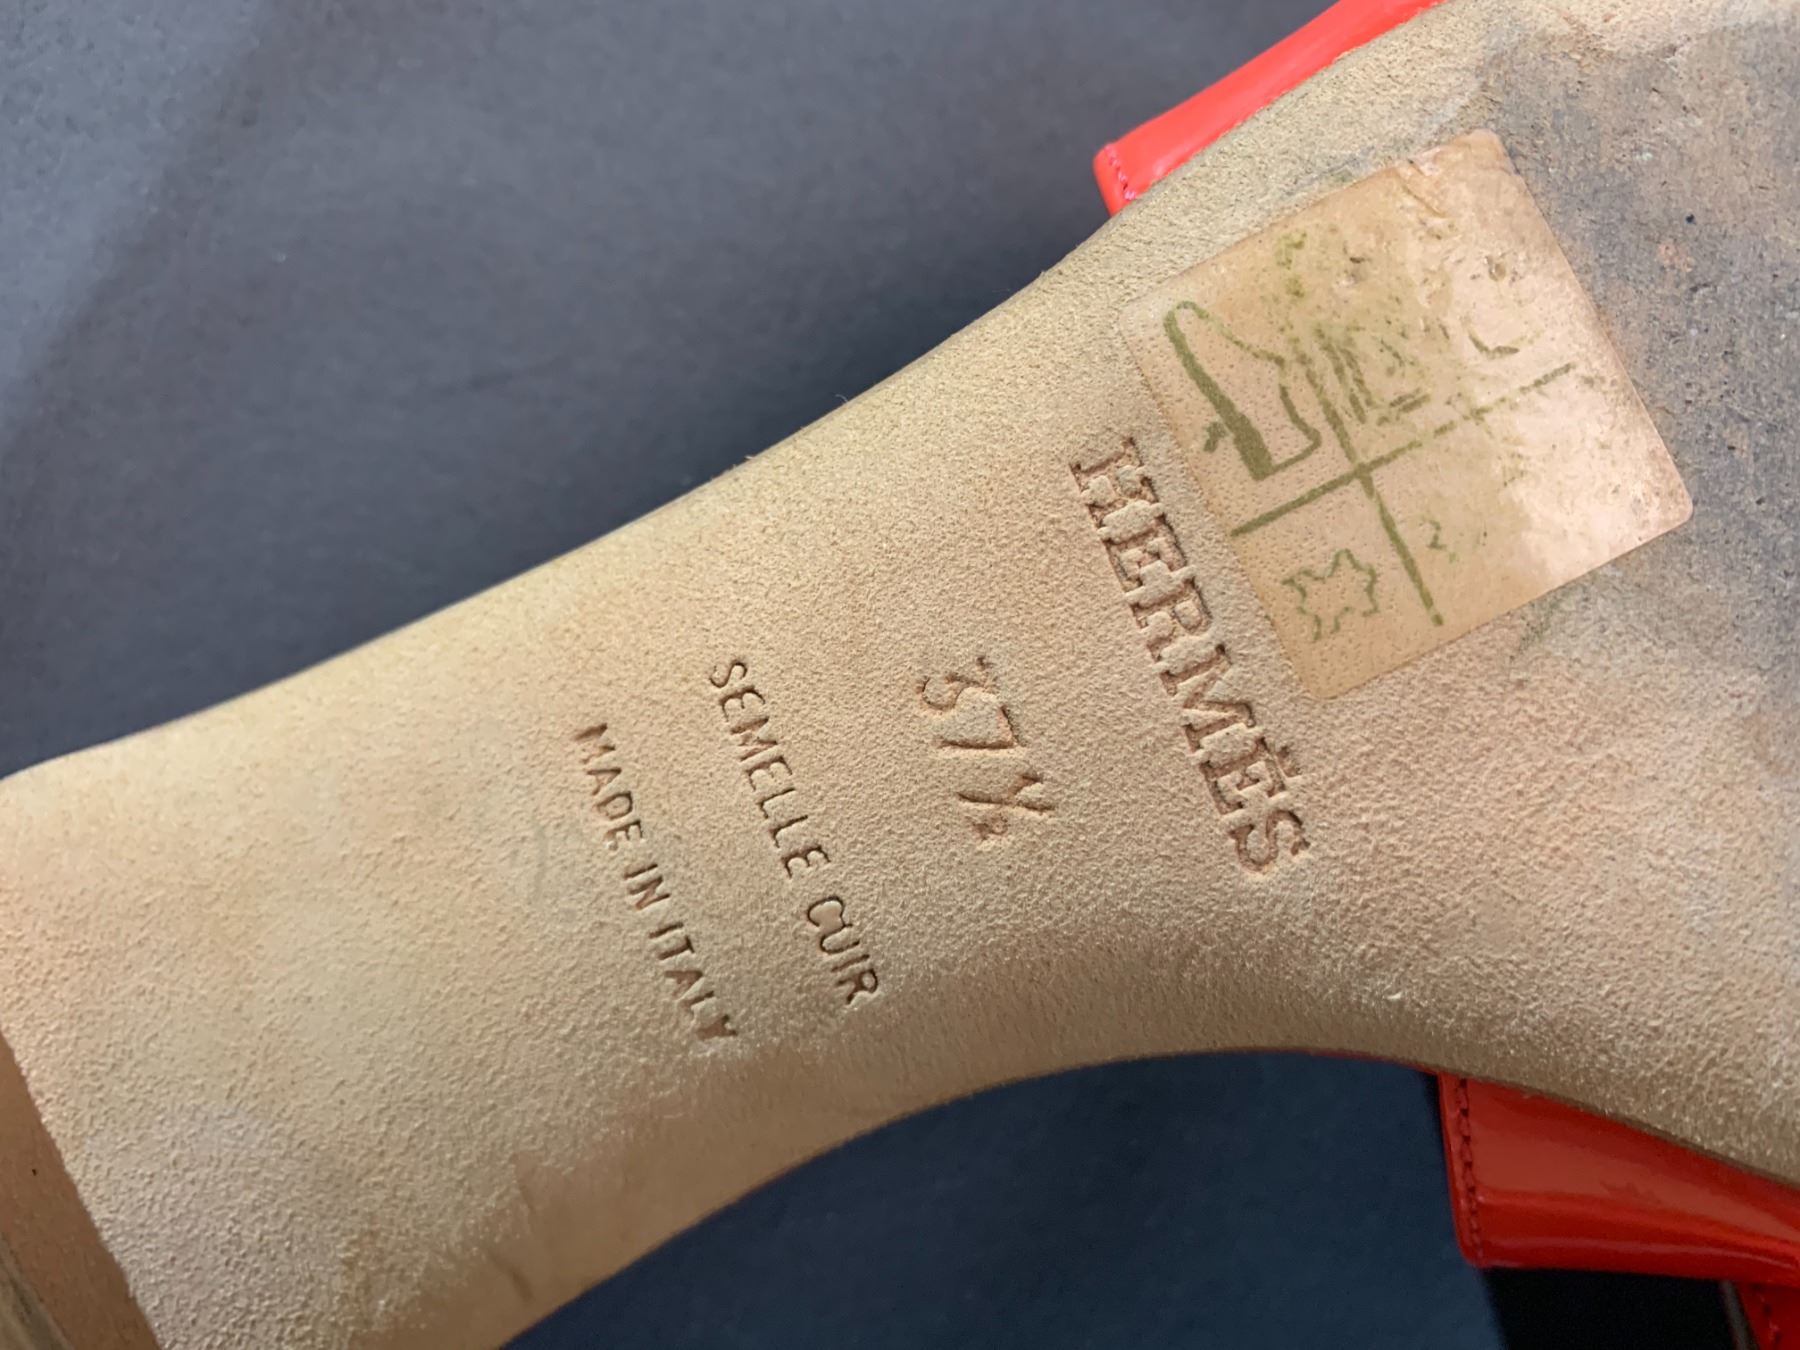 HERMÈS
37½
SEMELLE CUIR
MADE IN ITALY